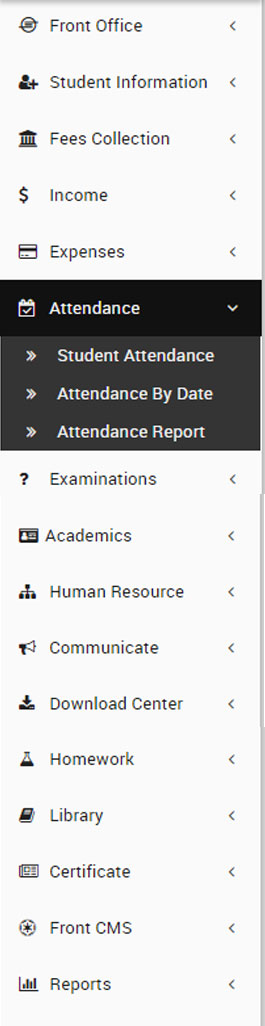 Front Office
Student Information
Fees Collection
Income
Expenses
Attendance
Student Attendance
Attendance By Date
Attendance Report
Examinations
Academics
Human Resource
Communicate
Download Center
Homework
Library
Certificate
Front CMS
Reports